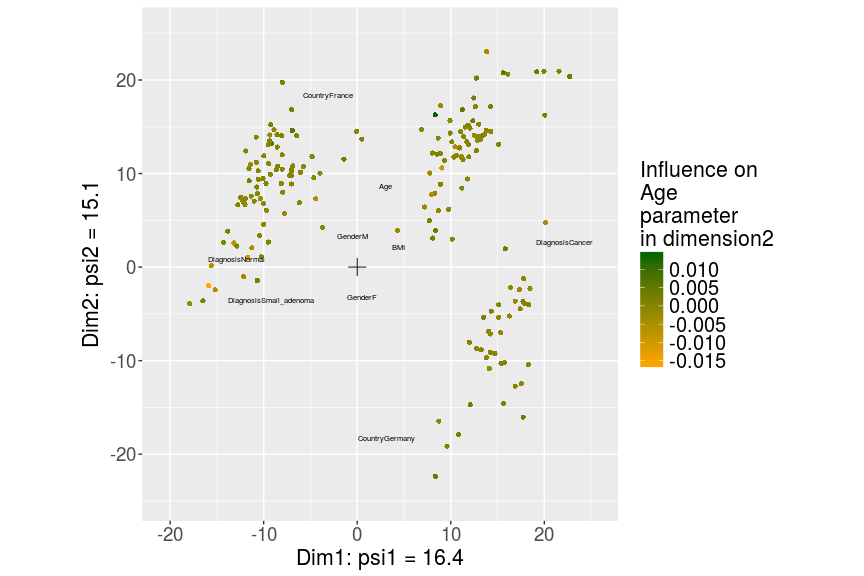 CountryFrance
Age
GenderM
BMI
DiagnosisCancer
DiagnosisNormal
DiagnosisSmall_adenoma
GenderF
CountryGermany
20
10
0
-10
-20
-20
-10
0
10
20
Dim1: psi1 = 16.4
Dim2: psi2 = 15.1
Influence on
Age
parameter
in dimension2
0.010
0.005
0.000
-0.005
-0.010
-0.015